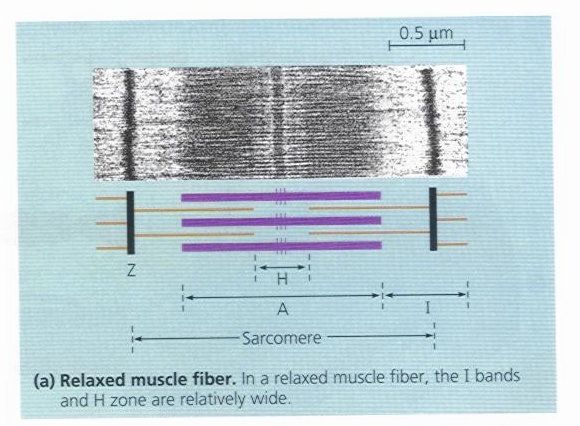 0.5 μm
Z
H
A
I
Sarcomere
(a) Relaxed muscle fiber. In a relaxed muscle fiber, the I bands
and H zone are relatively wide.